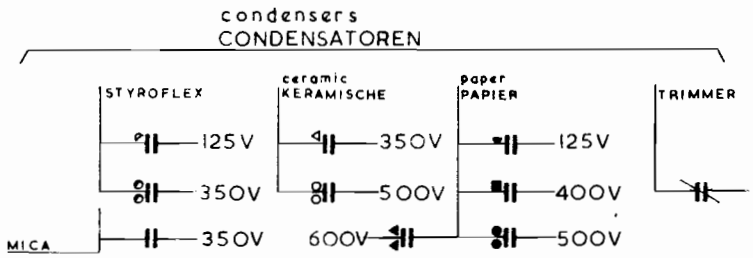 condensers
CONDENSATOREN
STYROFLEX
ceramic
KERAMISCHE
paper
PAPIER
TRIMMER
125V
350V
125V
350V
500V
400V
MICA
350V
600V
500V